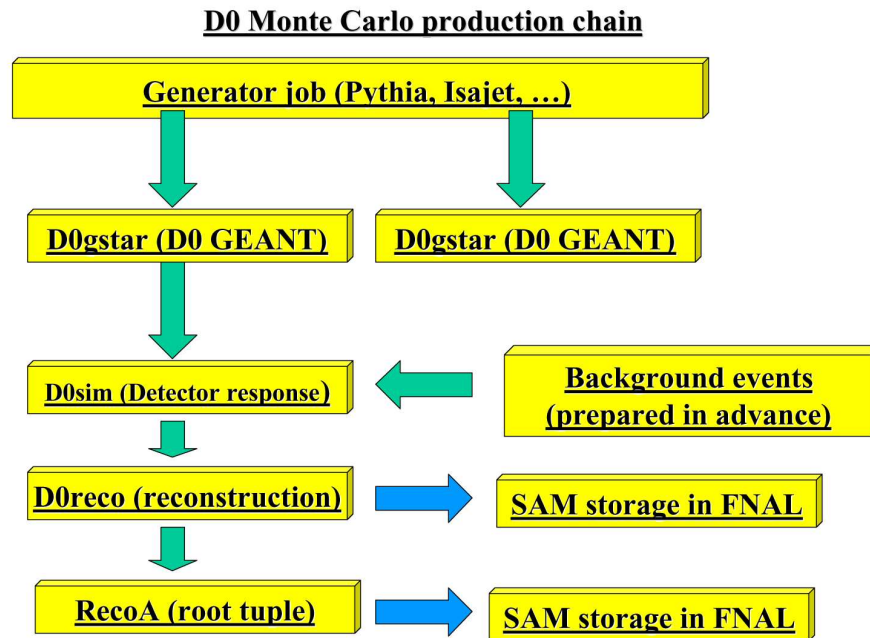 D0 Monte Carlo production chain
Generator job (Pythia, Isajet, …)
D0gstar (D0 GEANT)
D0gstar (D0 GEANT)
D0sim (Detector response)
Background events
(prepared in advance)
D0reco (reconstruction)
SAM storage in FNAL
RecoA (root tuple)
SAM storage in FNAL